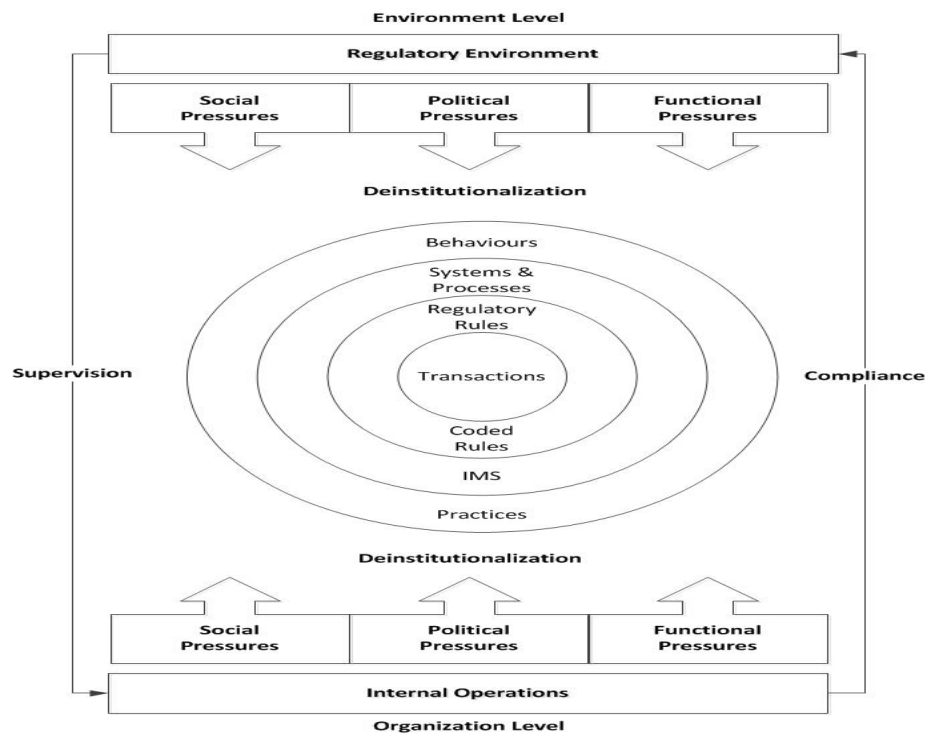 Environment Level
Regulatory Environment
Social
Pressures
Political
Pressures
Functional
Pressures
Deinstitutionalization
Behaviours
Systems &
Processes
Regulatory
Rules
Supervision
Transactions
Compliance
Coded
Rules
IMS
Practices
Deinstitutionalization
Social
Pressures
Political
Pressures
Functional
Pressures
Internal Operations
Organization Level